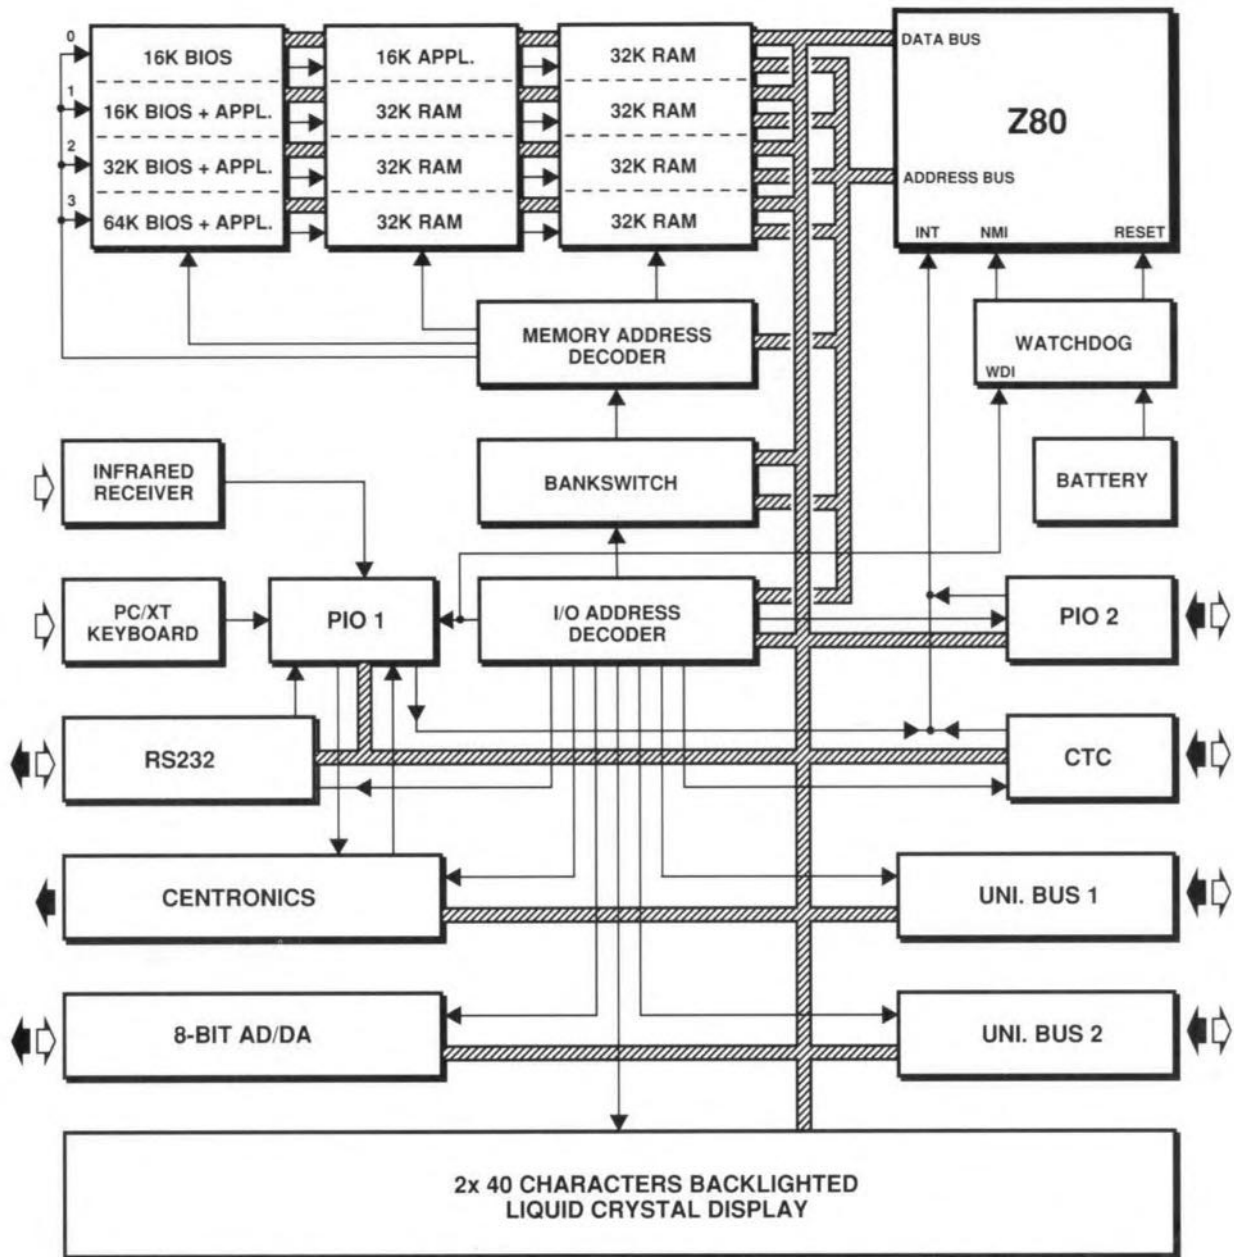 0
16K BIOS
16K APPL.
32K RAM
DATA BUS
Z80
1
16K BIOS + APPL.
32K RAM
32K RAM
2
32K BIOS + APPL.
32K RAM
32K RAM
ADDRESS BUS
3
64K BIOS + APPL.
32K RAM
32K RAM
INT
NMI
RESET
MEMORY ADDRESS
DECODER
WATCHDOG
WDI
INFRARED
RECEIVER
BANKSWITCH
BATTERY
PC/XT
KEYBOARD
PIO 1
I/O ADDRESS
DECODER
PIO 2
RS232
CTC
CENTRONICS
UNI. BUS 1
8-BIT AD/DA
UNI. BUS 2
2x 40 CHARACTERS BACKLIGHTED
LIQUID CRYSTAL DISPLAY